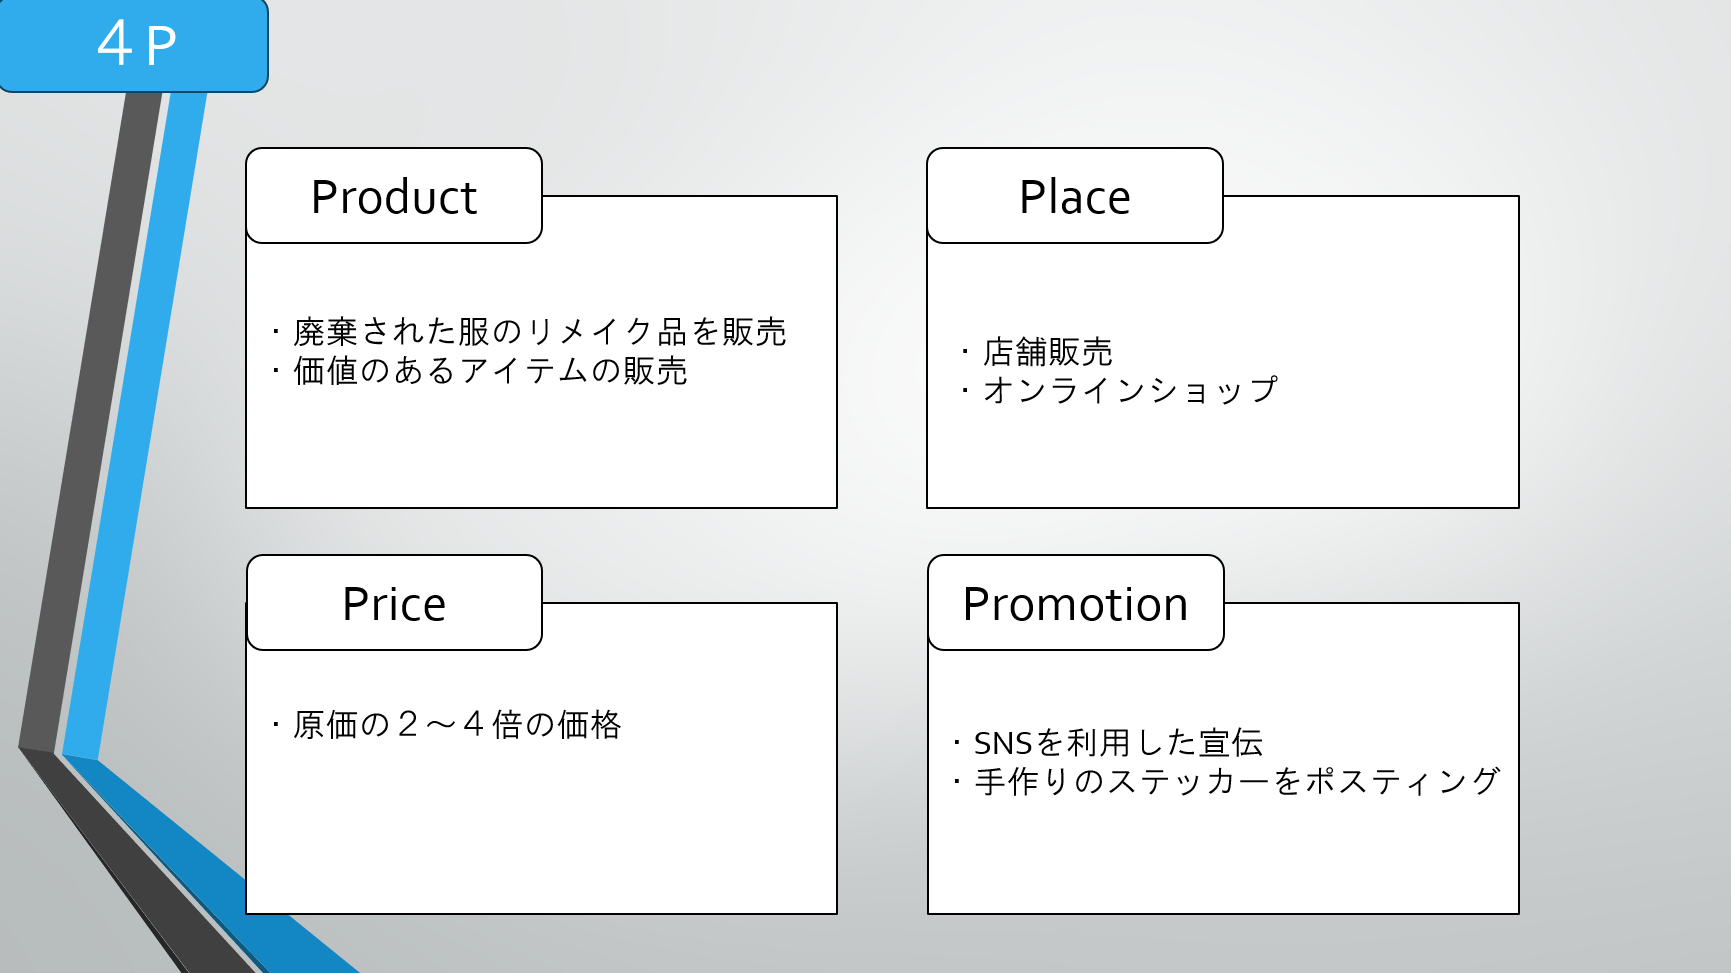 ４P
Product
・廃棄された服のリメイク品を販売
・価値のあるアイテムの販売
Place
・店舗販売
・オンラインショップ
Price
・原価の２～４倍の価格
Promotion
・SNSを利用した宣伝
・手作りのステッカーをポスティング